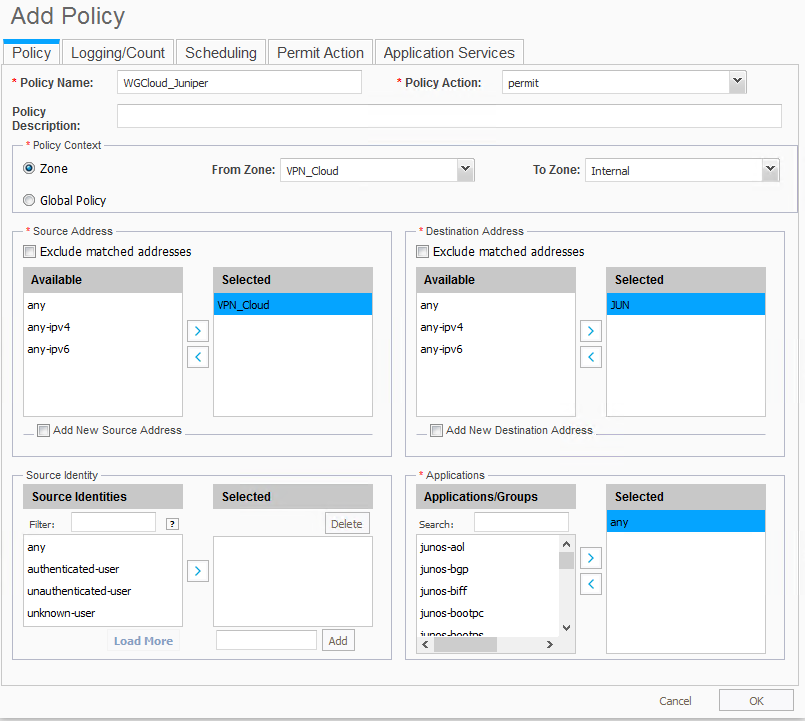 Add Policy
Policy Logging/Count Scheduling Permit Action Application Services
* Policy Name: WGCloud_Juniper * Policy Action: permit
Policy Description:
* Policy Context
Zone From Zone: VPN_Cloud To Zone: Internal
Global Policy
* Source Address * Destination Address
Exclude matched addresses Exclude matched addresses
Available Selected Available Selected
any VPN_Cloud any JUN
any-ipv4 any-ipv4
any-ipv6 any-ipv6
> >
< <
Add New Source Address Add New Destination Address
Source Identity * Applications
Source Identities Selected Applications/Groups Selected
Filter: ? Delete Search: any
any junos-aol
authenticated-user junos-bgp
unauthenticated-user junos-biff
unknown-user junos-bootpc
junos-bootps
Load More Add
Cancel OK